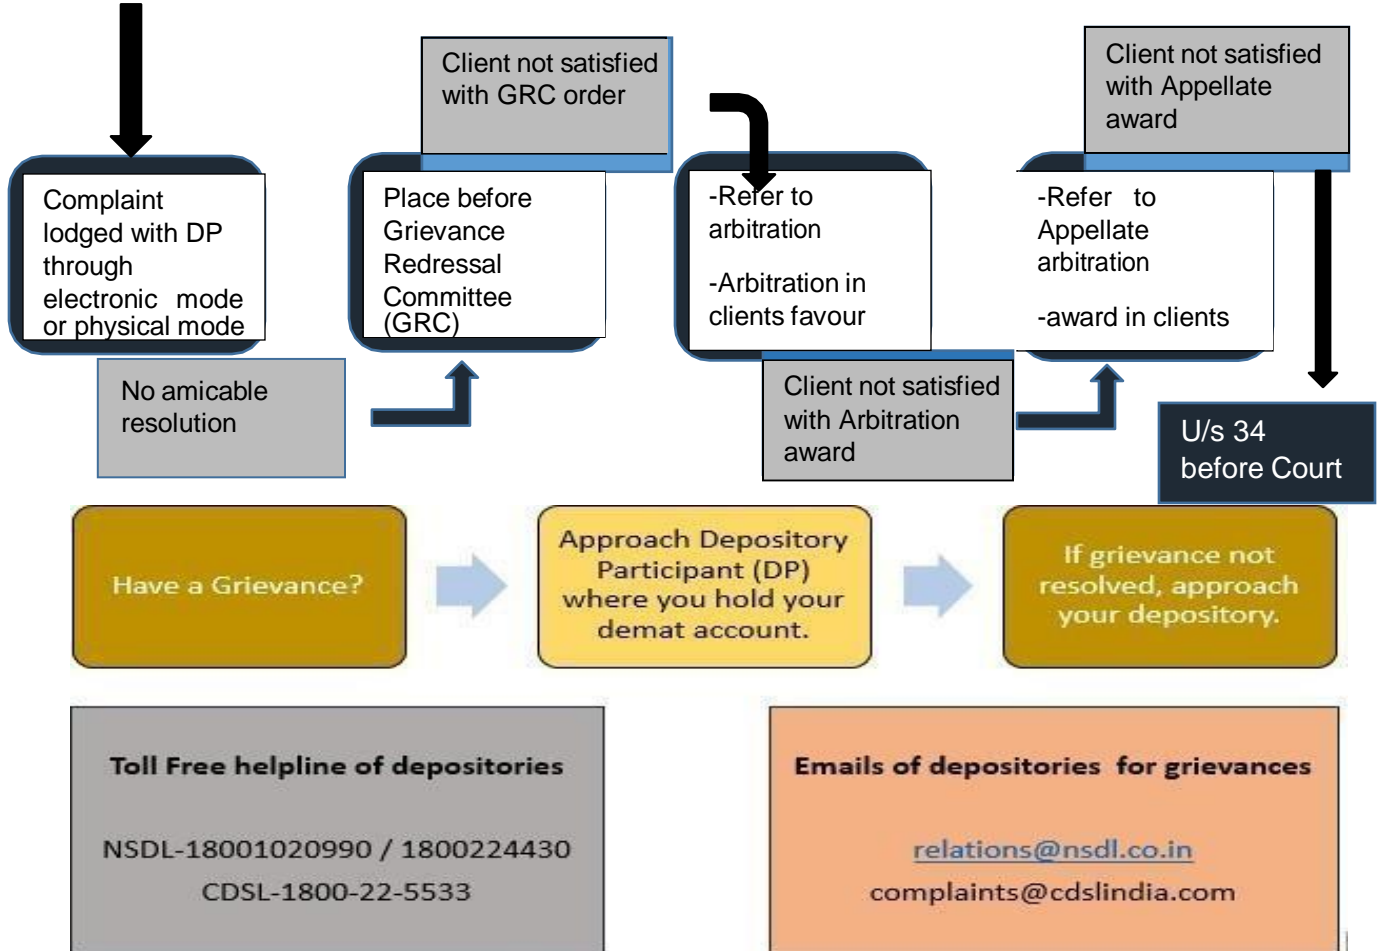 Client not satisfied
with GRC order
Client not satisfied
with Appellate
award
Complaint
lodged with DP
through
electronic mode
or physical mode
Place before
Grievance
Redressal
Committee
(GRC)
-Refer to
arbitration
-Arbitration in
clients favour
-Refer to
Appellate
arbitration
-award in clients
No amicable
resolution
Client not satisfied
with Arbitration
award
U/s 34
before Court
Have a Grievance?
Approach Depository
Participant (DP)
where you hold your
demat account.
If grievance not
resolved, approach
your depository.
Toll Free helpline of depositories
NSDL-18001020990 / 1800224430
CDSL-1800-22-5533
Emails of depositories for grievances
relations@nsdl.co.in
complaints@cdslindia.com